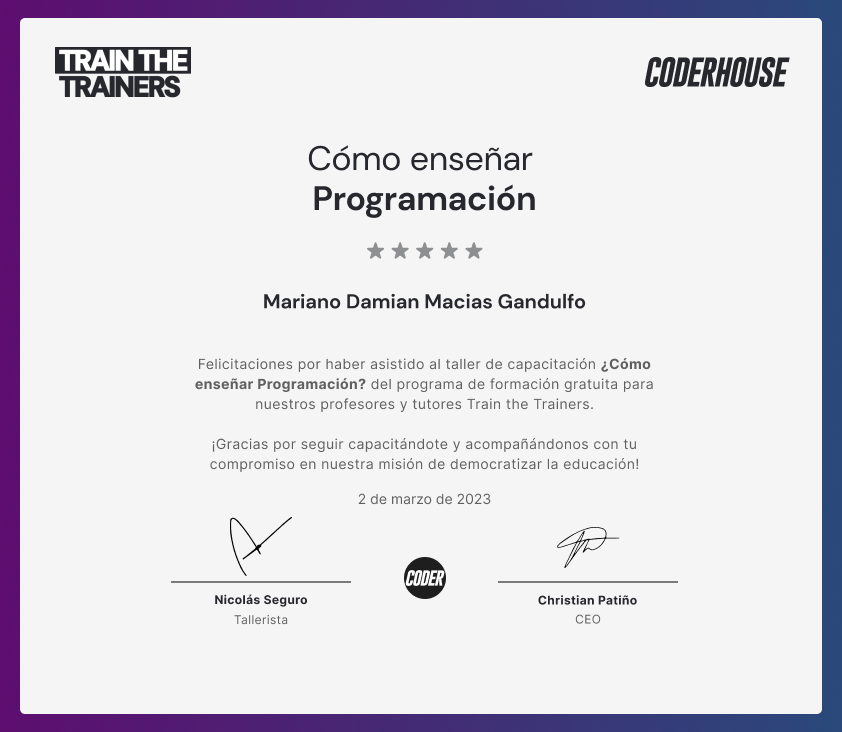 TRAIN THE
TRAINERS
CODERHOUSE
Cómo enseñar
Programación
Mariano Damian Macias Gandulfo
Felicitaciones por haber asistido al taller de capacitación ¿Cómo
enseñar Programación? del programa de formación gratuita para
nuestros profesores y tutores Train the Trainers.
¡Gracias por seguir capacitándote y acompañándonos con tu
compromiso en nuestra misión de democratizar la educación!
2 de marzo de 2023
Nicolás Seguro
Tallerista
CODER
Christian Patiño
CEO